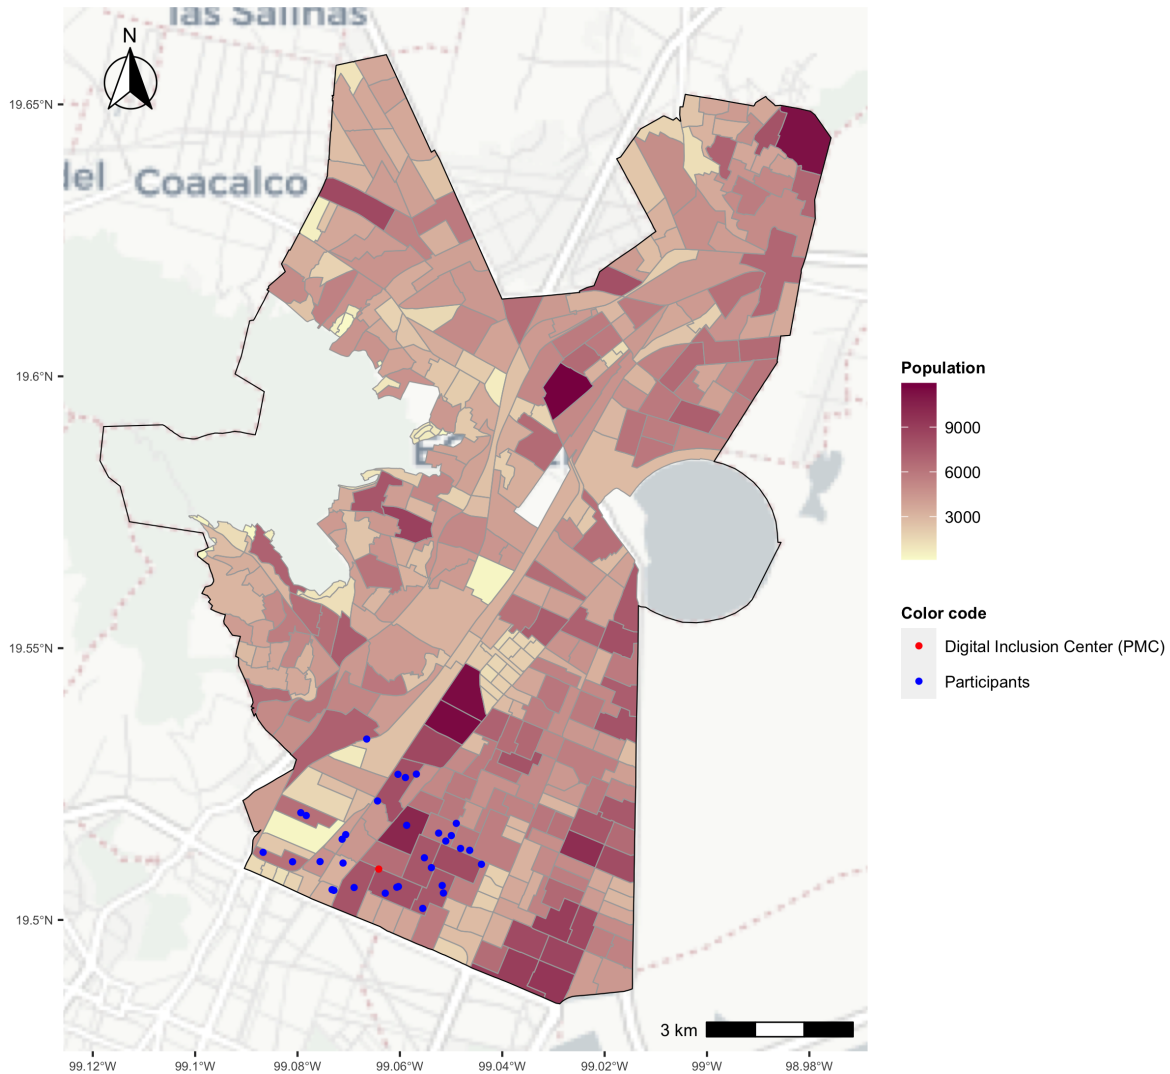 las Salinas
N
19.65°N
del Coacalco
19.6°N
19.55°N
19.5°N
Population
9000
6000
3000
Color code
Digital Inclusion Center (PMC)
Participants
3 km
99.12°W 99.1°W 99.08°W 99.06°W 99.04°W 99.02°W 99°W 98.98°W